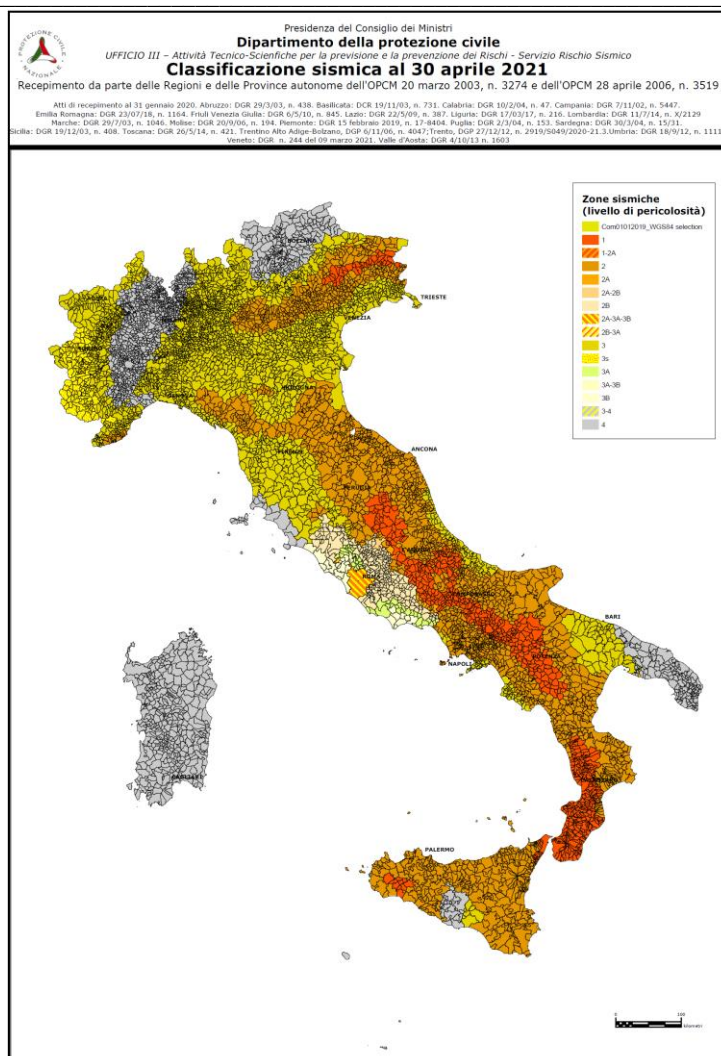 PROTEZIONE CIVILE
NAZIONALE
Presidenza del Consiglio dei Ministri
Dipartimento della protezione civile
UFFICIO III – Attività Tecnico-Scienfiche per la previsione e la prevenzione dei Rischi - Servizio Rischio Sismico
Classificazione sismica al 30 aprile 2021
Recepimento da parte delle Regioni e delle Province autonome dell'OPCM 20 marzo 2003, n. 3274 e dell'OPCM 28 aprile 2006, n. 3519
Atti di recepimento al 31 gennaio 2020. Abruzzo: DGR 29/3/03, n. 438. Basilicata: DCR 19/11/03, n. 731. Calabria: DGR 10/2/04, n. 47. Campania: DGR 7/11/02, n. 5447.
Emilia Romagna: DGR 23/07/18, n. 1164. Friuli Venezia Giulia: DGR 6/5/10, n. 845. Lazio: DGR 22/5/09, n. 387. Liguria: DGR 17/03/17, n. 216. Lombardia: DGR 11/7/14, n. X/2129
Marche: DGR 29/7/03, n. 1046. Molise: DGR 20/9/06, n. 194. Piemonte: DGR 15 febbraio 2019, n. 17-8404. Puglia: DGR 2/3/04, n. 153. Sardegna: DGR 30/3/04, n. 15/31.
Sicilia: DGR 19/12/03, n. 408. Toscana: DGR 26/5/14, n. 421. Trentino Alto Adige-Bolzano, DGP 6/11/06, n. 4047;Trento, DGP 27/12/12, n. 2919/S049/2020-21.3.Umbria: DGR 18/9/12, n. 1111
Veneto: DGR n. 244 del 09 marzo 2021. Valle d'Aosta: DGR 4/10/13 n. 1603
Zone sismiche
(livello di pericolosità)
Com01012019_WGS84 selection
1
1-2A
2
2A
2A-2B
2B
2A-3A-3B
2B-3A
3
3s
3A
3A-3B
3B
3-4
4
TRIESTE
ANCONA
PERUGIA
BARI
NAPOLI
PALERMO
CAGLIARI
0 100